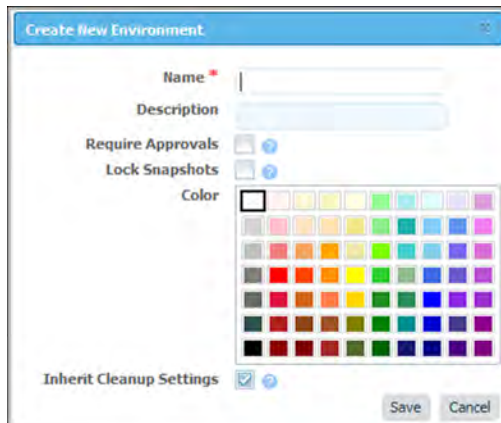 Create New Environment
Name *
Description
Require Approvals
Lock Snapshots
Color
Inherit Cleanup Settings
Save Cancel